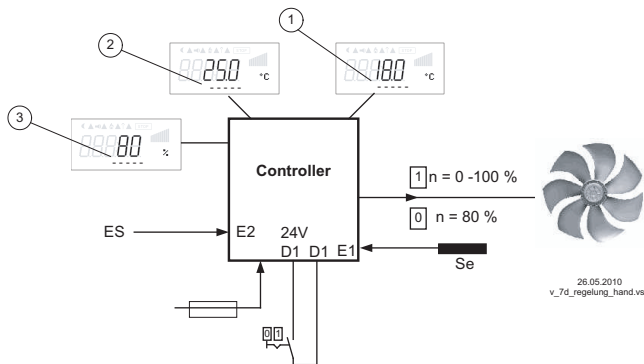 1
2
25.0
°C
18.0
°C
3
80
%
Controller
1 n = 0 -100 %
0 n = 80 %
ES
E2
24V
D1 D1 E1
Se
0 1
26.05.2010
v_7d_regelung_hand.vs